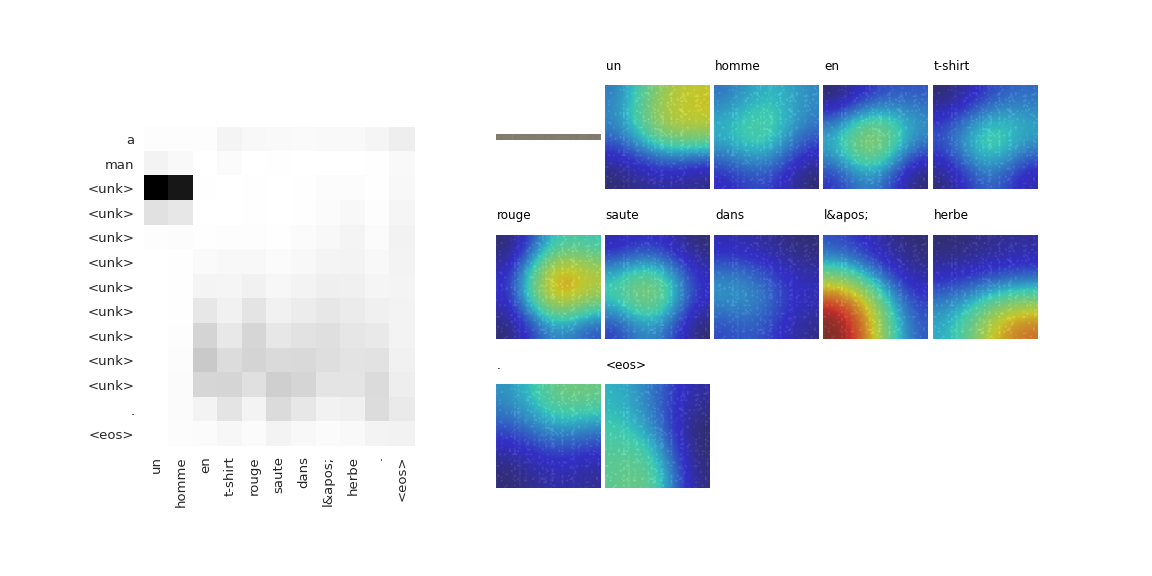 a
man
<unk>
<unk>
<unk>
<unk>
<unk>
<unk>
<unk>
<unk>
<unk>
.
<eos>
un
homme
en
t-shirt
rouge
saute
dans
l&apos;
herbe
.
<eos>
un homme en t-shirt
rouge saute dans l&apos; herbe
. <eos>